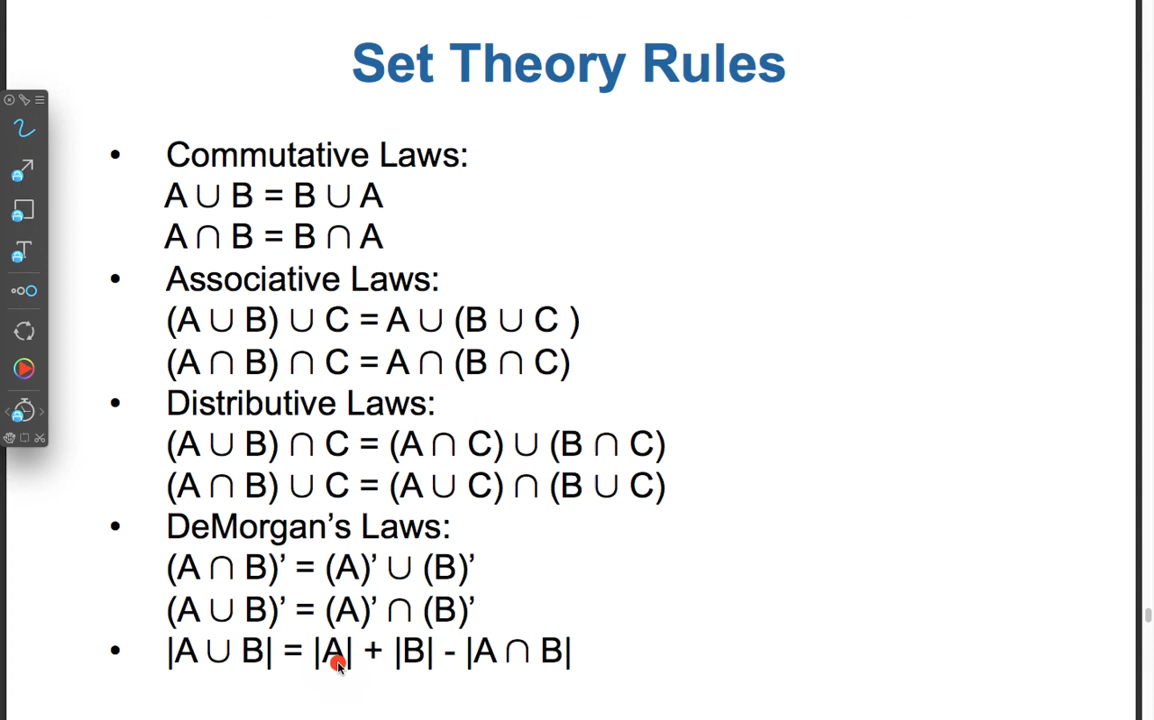 Set Theory Rules
• Commutative Laws:
A ∪ B = B ∪ A
A ∩ B = B ∩ A
• Associative Laws:
(A ∪ B) ∪ C = A ∪ (B ∪ C )
(A ∩ B) ∩ C = A ∩ (B ∩ C)
• Distributive Laws:
(A ∪ B) ∩ C = (A ∩ C) ∪ (B ∩ C)
(A ∩ B) ∪ C = (A ∪ C) ∩ (B ∪ C)
• DeMorgan’s Laws:
(A ∩ B)’ = (A)’ ∪ (B)’
(A ∪ B)’ = (A)’ ∩ (B)’
• |A ∪ B| = |A| + |B| - |A ∩ B|